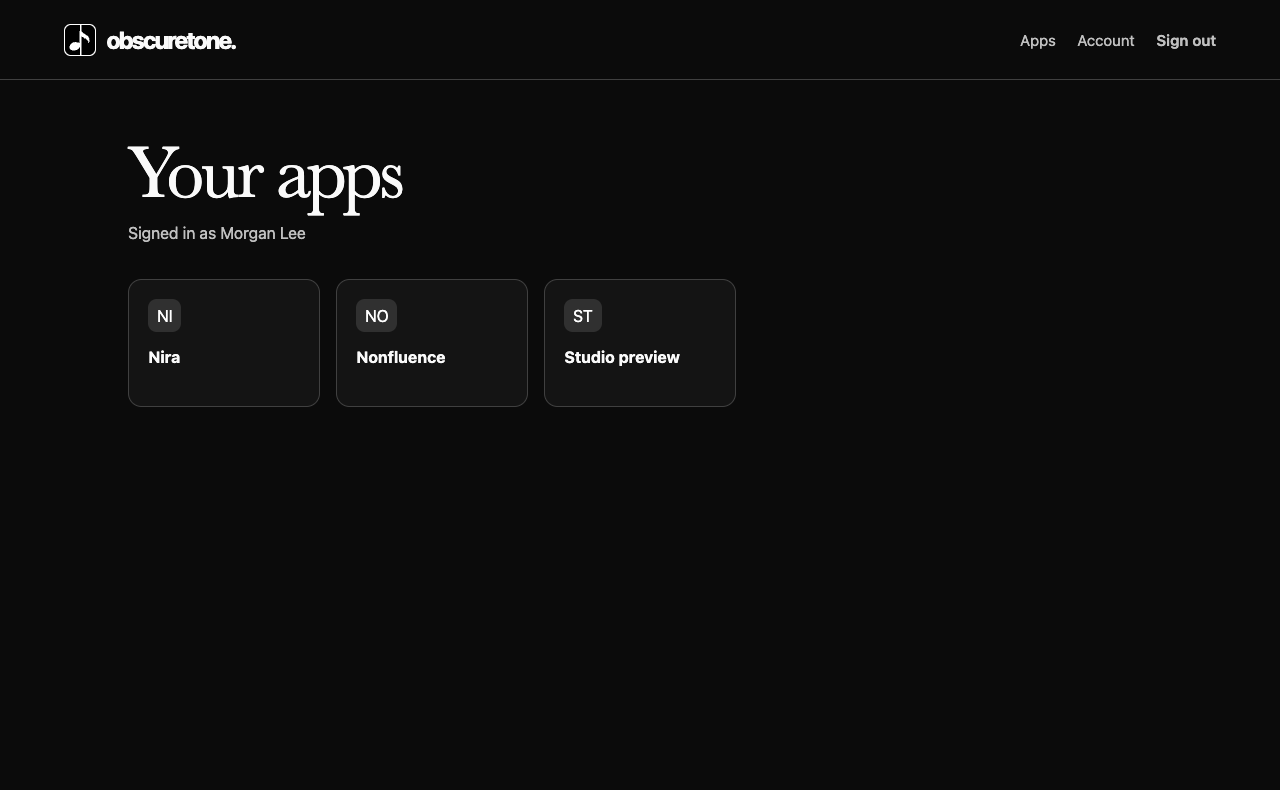 obscuretone.
Apps Account Sign out
Your apps
Signed in as Morgan Lee
NI
Nira
NO
Nonfluence
ST
Studio preview